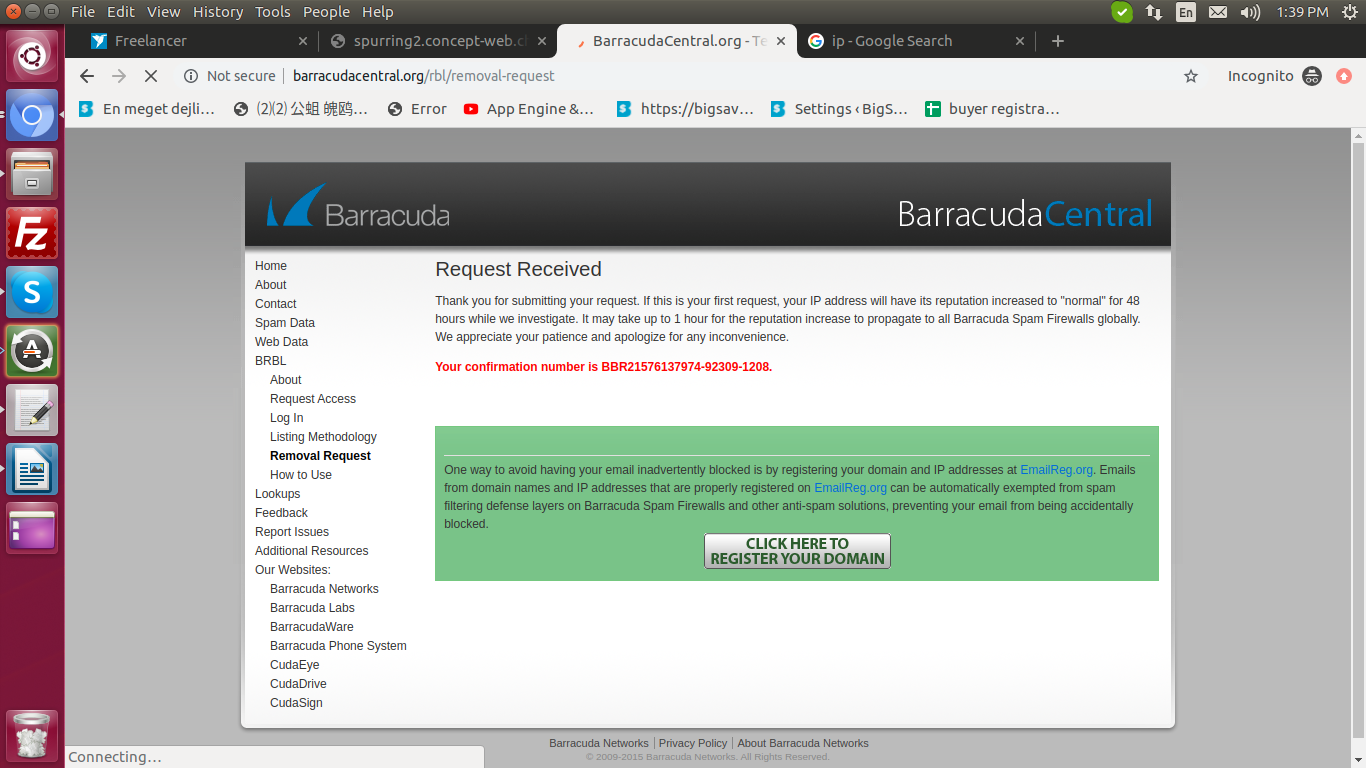 File Edit View History Tools People Help
En
1:39 PM
Freelancer
spurring2.concept-web.c
BarracudaCentral.org - Te
ip - Google Search
Not secure
barracudacentral.org/rbl/removal-request
Incognito
En meget dejli…
Error
App Engine &…
https://bigsav…
Settings ‹ BigS…
buyer registra…
Barracuda
BarracudaCentral
Home
About
Contact
Spam Data
Web Data
BRBL
About
Request Access
Log In
Listing Methodology
Removal Request
How to Use
Lookups
Feedback
Report Issues
Additional Resources
Our Websites:
Barracuda Networks
Barracuda Labs
BarracudaWare
Barracuda Phone System
CudaEye
CudaDrive
CudaSign
Request Received
Thank you for submitting your request. If this is your first request, your IP address will have its reputation increased to "normal" for 48
hours while we investigate. It may take up to 1 hour for the reputation increase to propagate to all Barracuda Spam Firewalls globally.
We appreciate your patience and apologize for any inconvenience.
Your confirmation number is BBR21576137974-92309-1208.
One way to avoid having your email inadvertently blocked is by registering your domain and IP addresses at EmailReg.org. Emails
from domain names and IP addresses that are properly registered on EmailReg.org can be automatically exempted from spam
filtering defense layers on Barracuda Spam Firewalls and other anti-spam solutions, preventing your email from being accidentally
blocked.
CLICK HERE TO
REGISTER YOUR DOMAIN
Barracuda Networks | Privacy Policy | About Barracuda Networks
© 2009-2015 Barracuda Networks. All Rights Reserved.
Connecting…